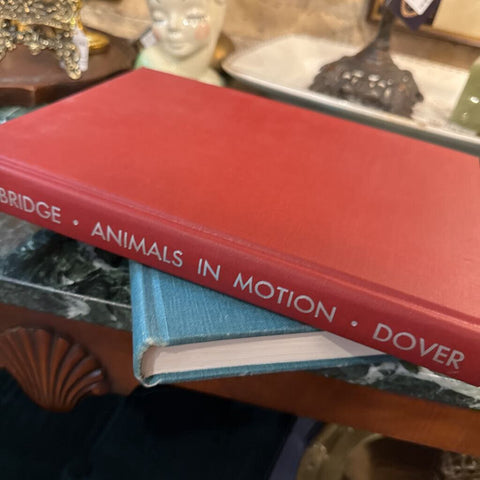 BRIDGE • ANIMALS IN MOTION • DOVER